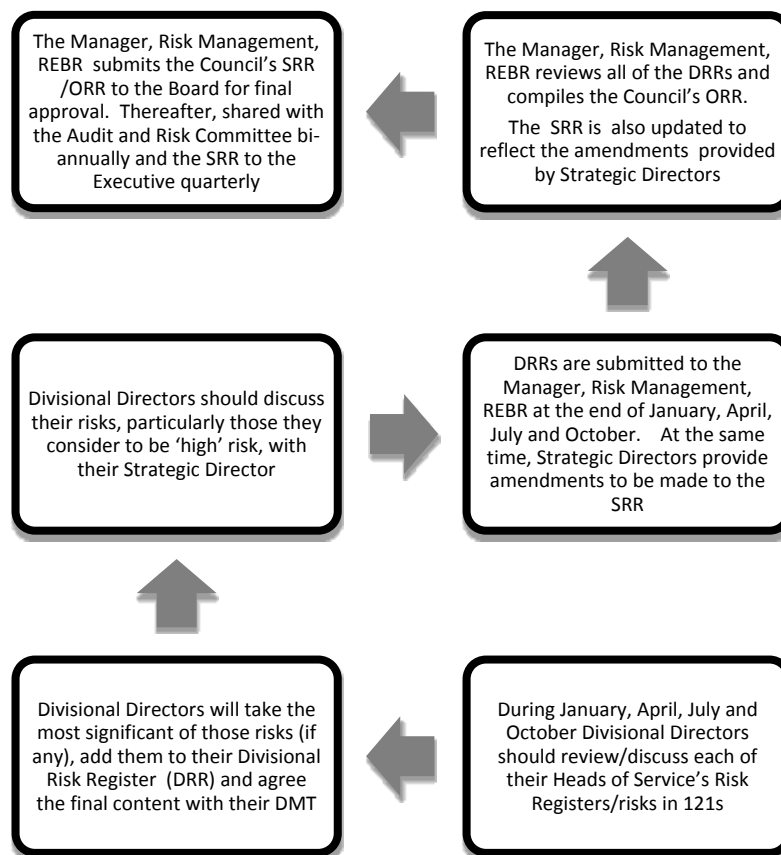 The Manager, Risk Management,
REBR submits the Council's SRR
/ORR to the Board for final
approval. Thereafter, shared with
the Audit and Risk Committee bi-
annually and the SRR to the
Executive quarterly
The Manager, Risk Management,
REBR reviews all of the DRRs and
compiles the Council's ORR.
The SRR is also updated to
reflect the amendments provided
by Strategic Directors
Divisional Directors should discuss
their risks, particularly those they
consider to be 'high' risk, with
their Strategic Director
DRRs are submitted to the
Manager, Risk Management,
REBR at the end of January, April,
July and October. At the same
time, Strategic Directors provide
amendments to be made to the
SRR
Divisional Directors will take the
most significant of those risks (if
any), add them to their Divisional
Risk Register (DRR) and agree
the final content with their DMT
During January, April, July and
October Divisional Directors
should review/discuss each of
their Heads of Service's Risk
Registers/risks in 121s